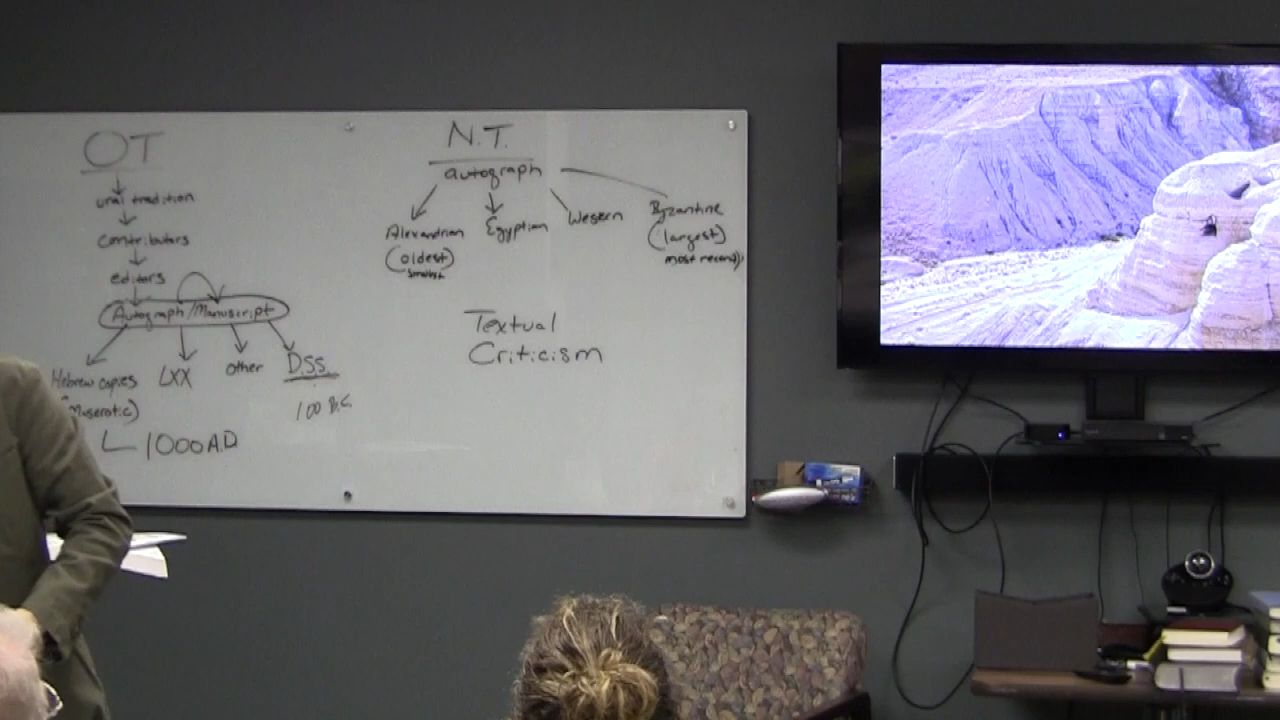 OT
oral tradition
contributors
editors
Autograph/Manuscript
Hebrew copies
(Maserotic)
LXX
other
DSS
100 B.C.
1000 A.D
N.T.
autograph
Alexandrian
(oldest)
smallest
Egyptian
Western
Byzantine
(largest)
most recent)
Textual
Criticism